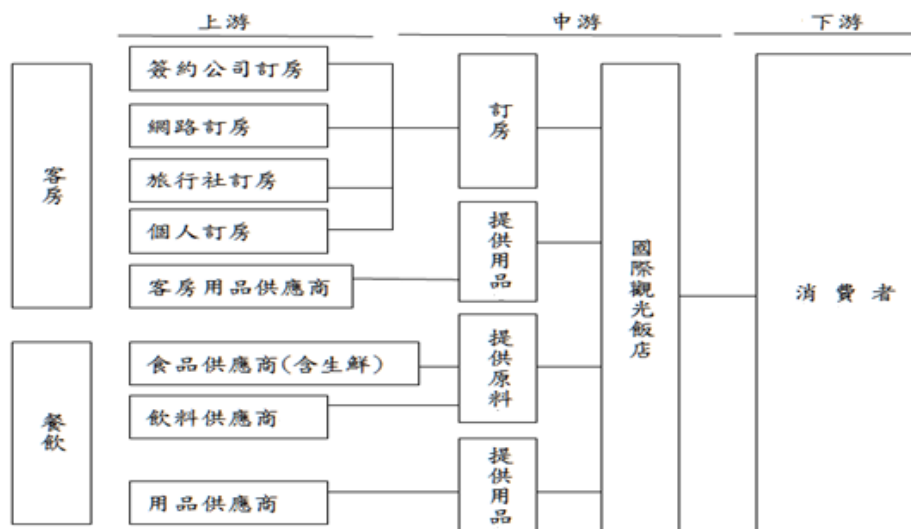 上游
中游
下游
客房
簽約公司訂房
網路訂房
旅行社訂房
個人訂房
客房用品供應商
訂房
提供用品
餐飲
食品供應商(含生鮮)
飲料供應商
用品供應商
提供原料
提供用品
國際觀光飯店
消費者